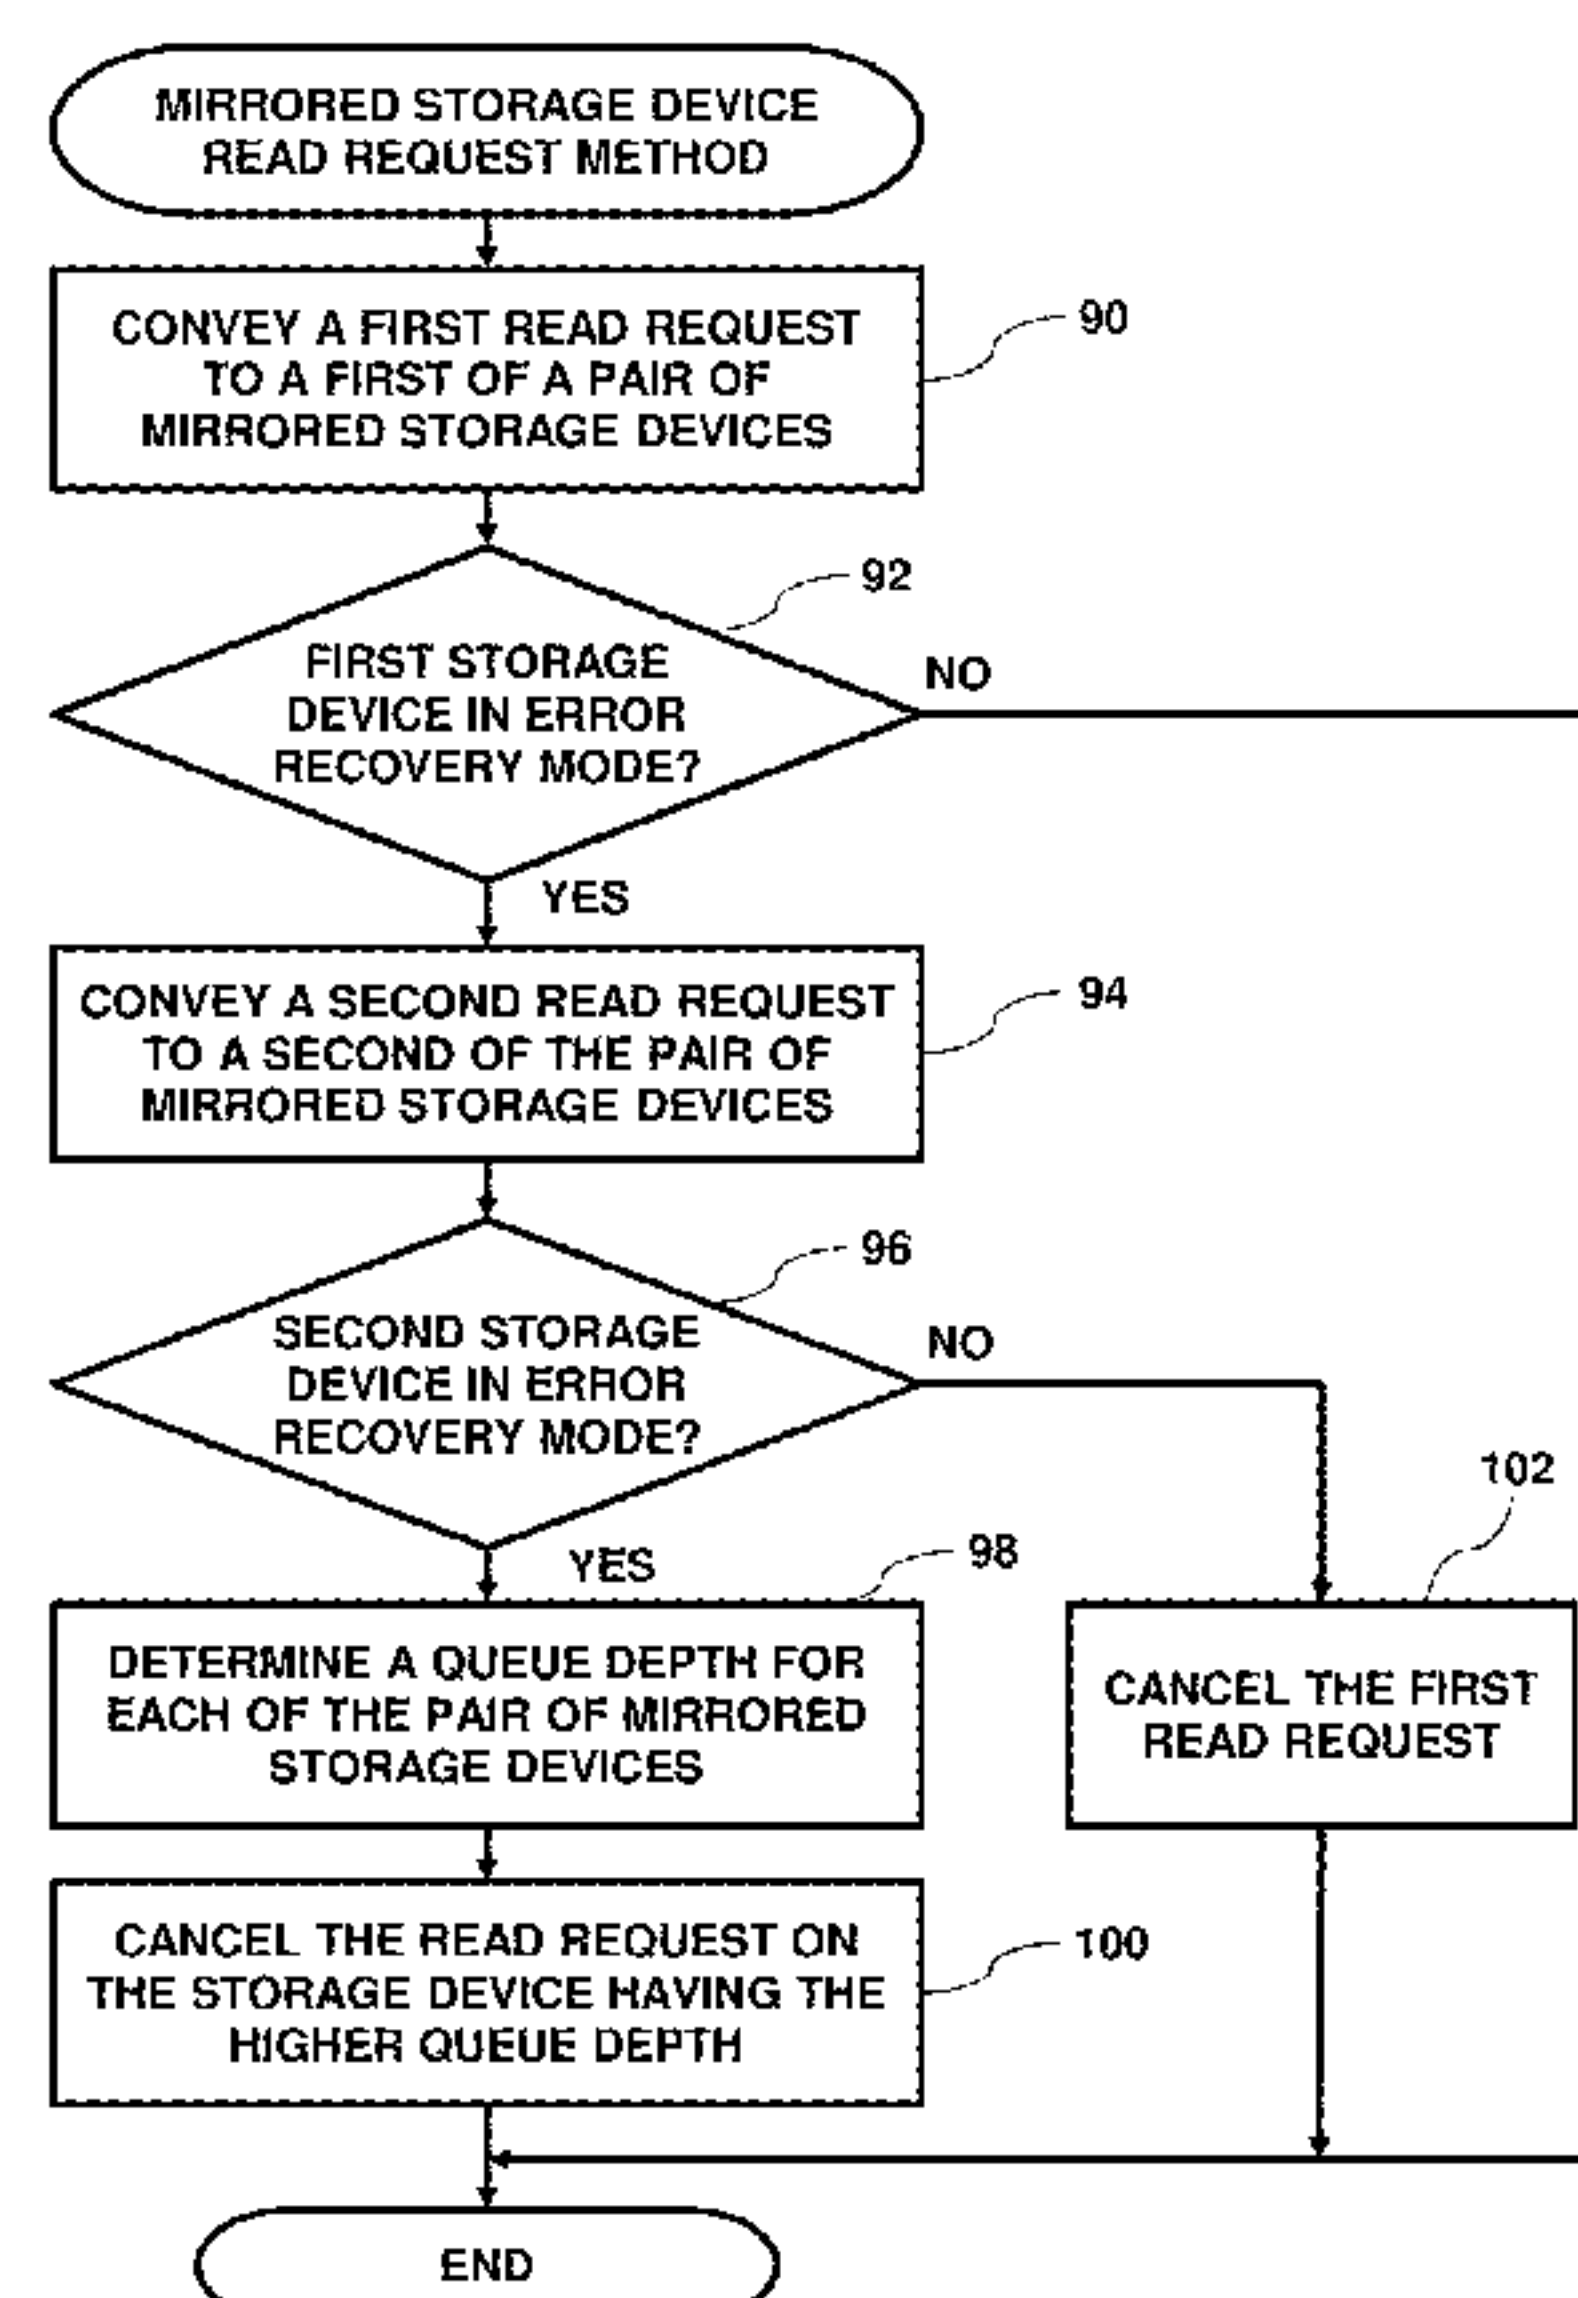 MIRRORED STORAGE DEVICE
READ REQUEST METHOD
CONVEY A FIRST READ REQUEST
TO A FIRST OF A PAIR OF
MIRRORED STORAGE DEVICES
90
92
FIRST STORAGE
DEVICE IN ERROR
RECOVERY MODE?
NO
YES
CONVEY A SECOND READ REQUEST
TO A SECOND OF THE PAIR OF
MIRRORED STORAGE DEVICES
94
96
SECOND STORAGE
DEVICE IN ERROR
RECOVERY MODE?
NO
YES
98
102
DETERMINE A QUEUE DEPTH FOR
EACH OF THE PAIR OF MIRRORED
STORAGE DEVICES
CANCEL THE FIRST
READ REQUEST
CANCEL THE READ REQUEST ON
THE STORAGE DEVICE HAVING THE
HIGHER QUEUE DEPTH
100
END